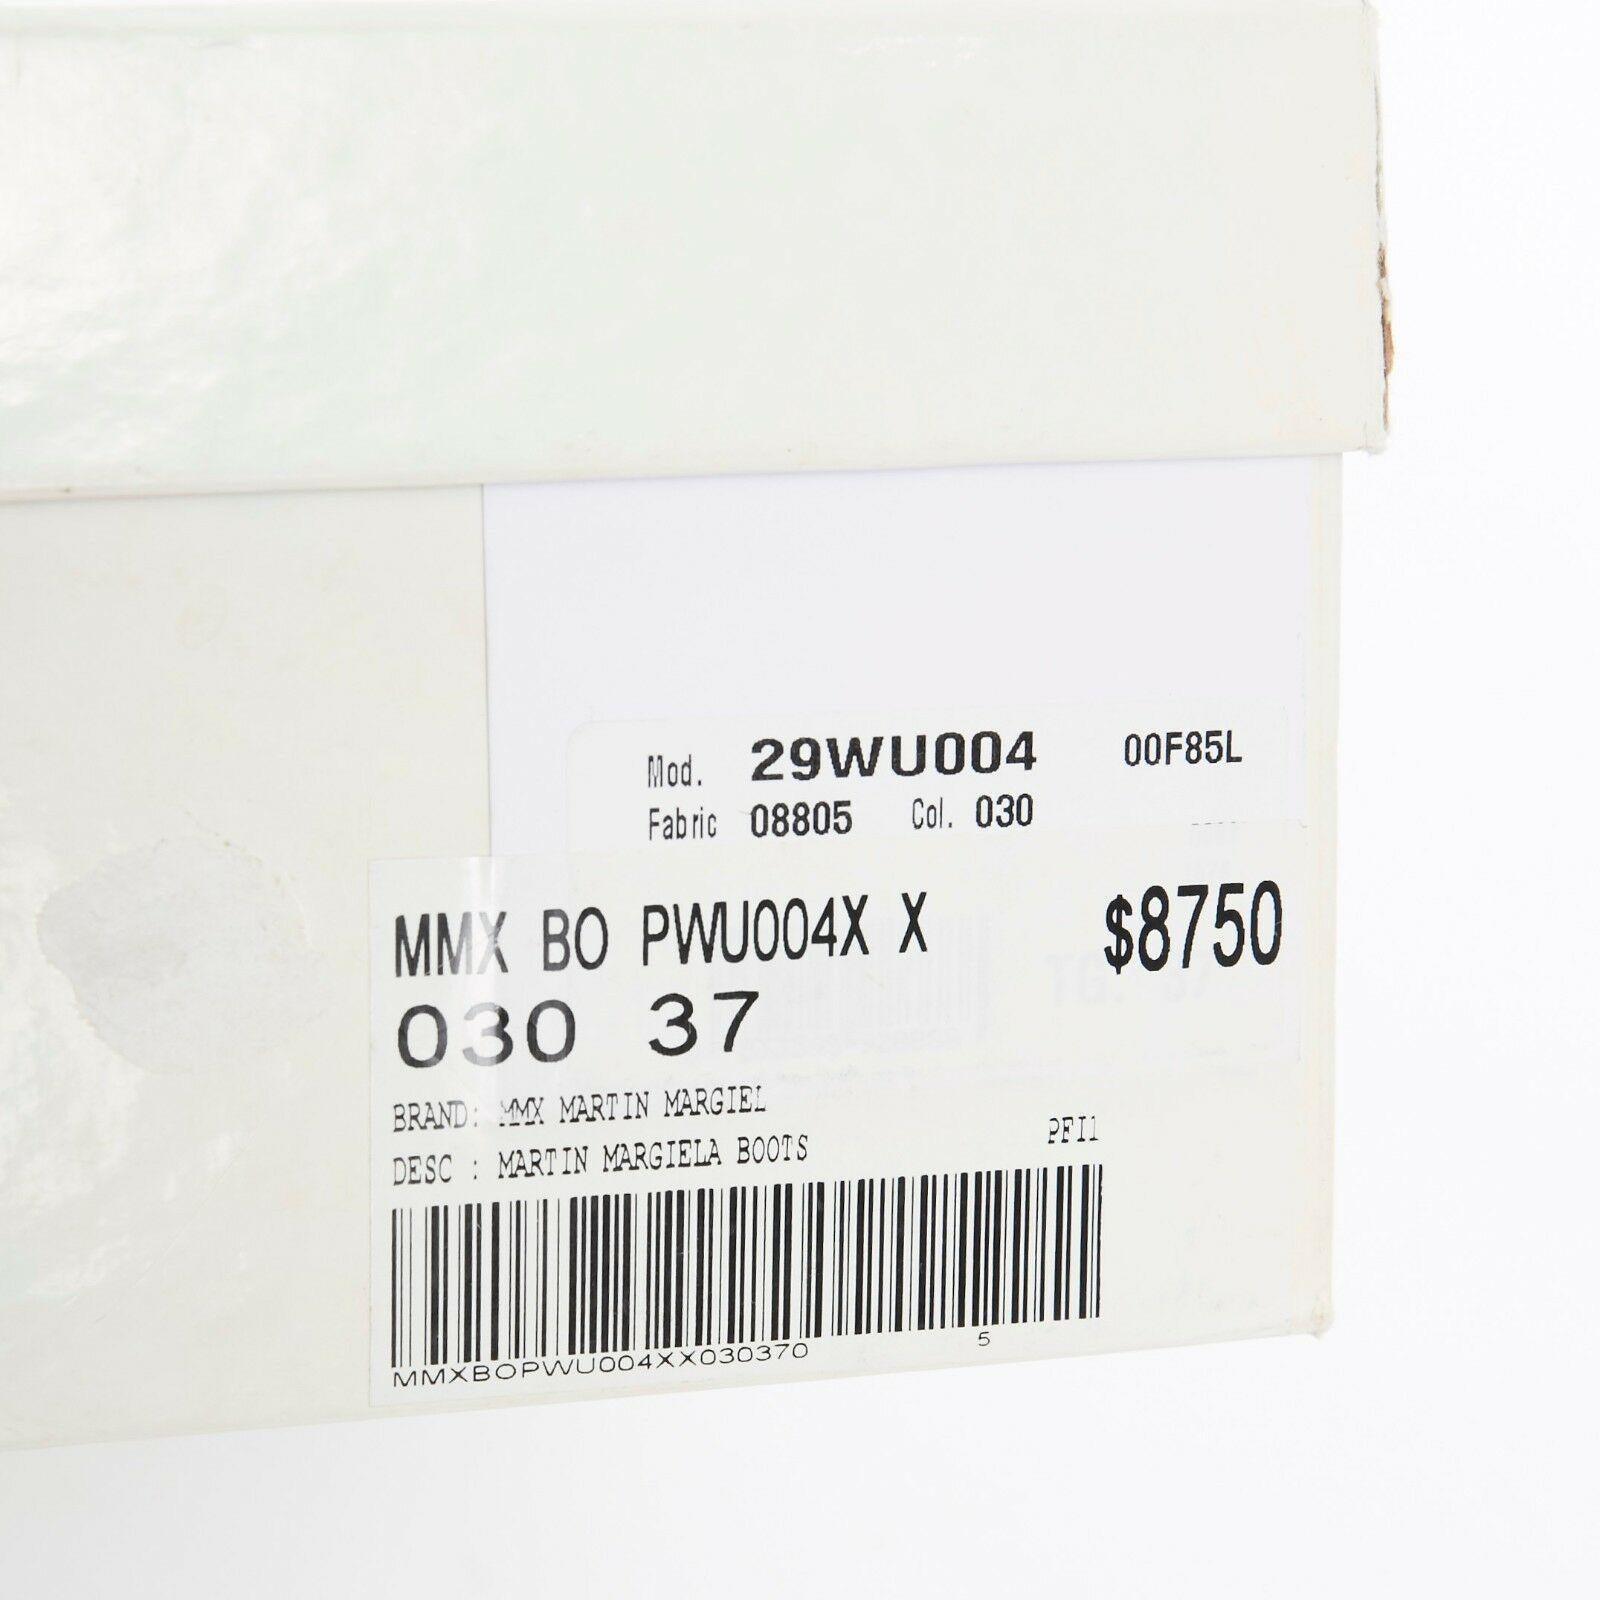 Mod. 29WU004 00F85L
Fabric 08805 Col. 030
MMX BO PWU004X X $8750
030 37
BRAND: MMX MARTIN MARGIEL
DESC : MARTIN MARGIELA BOOTS PFI1
MMXBOPWU004XX030370 5